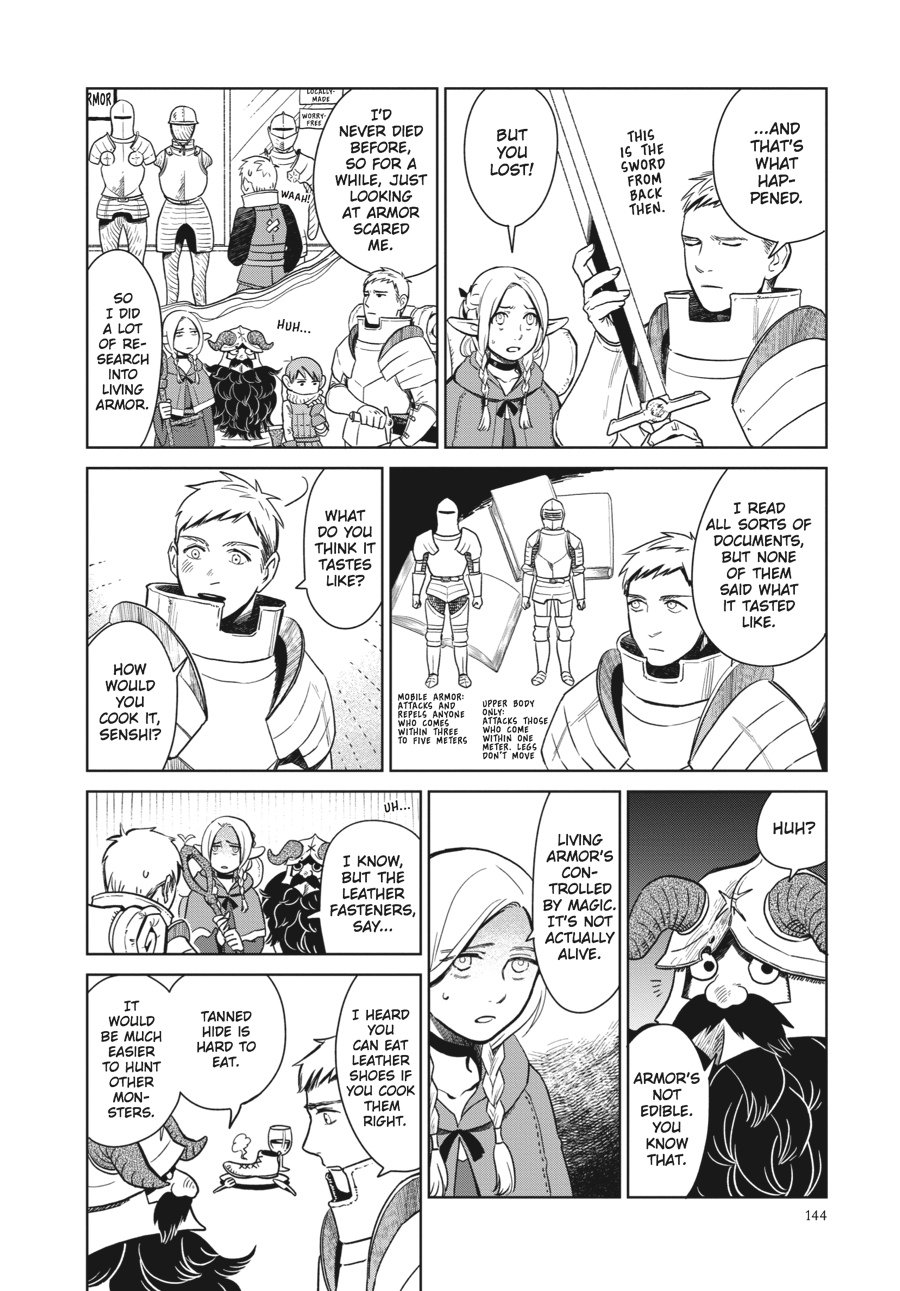 ...AND
THAT'S
WHAT
HAP-
PENED.
THIS
IS THE
SWORD
FROM
BACK
THEN.
BUT
YOU
LOST!
I'D
NEVER DIED
BEFORE,
SO FOR A
WHILE, JUST
LOOKING
AT ARMOR
SCARED
ME.
LOCALLY-
MADE
WORRY-
FREE
RMOR
WAAH!
SO
I DID
A LOT
OF RE-
SEARCH
INTO
LIVING
ARMOR.
HUH...
I READ
ALL SORTS OF
DOCUMENTS,
BUT NONE
OF THEM
SAID WHAT
IT TASTED
LIKE.
UPPER BODY
ONLY:
ATTACKS THOSE
WHO COME
WITHIN ONE
METER. LEGS
DON'T MOVE
MOBILE ARMOR:
ATTACKS AND
REPELS ANYONE
WHO COMES
WITHIN THREE
TO FIVE METERS
WHAT
DO YOU
THINK IT
TASTES
LIKE?
HOW
WOULD
YOU
COOK IT,
SENSHI?
HUH?
ARMOR'S
NOT
EDIBLE.
YOU
KNOW
THAT.
LIVING
ARMOR'S
CON-
TROLLED
BY MAGIC.
IT'S NOT
ACTUALLY
ALIVE.
UH...
I KNOW,
BUT THE
LEATHER
FASTENERS,
SAY...
I HEARD
YOU
CAN EAT
LEATHER
SHOES IF
YOU COOK
THEM
RIGHT.
TANNED
HIDE IS
HARD TO
EAT.
IT
WOULD
BE MUCH
EASIER
TO HUNT
OTHER
MON-
STERS.
144